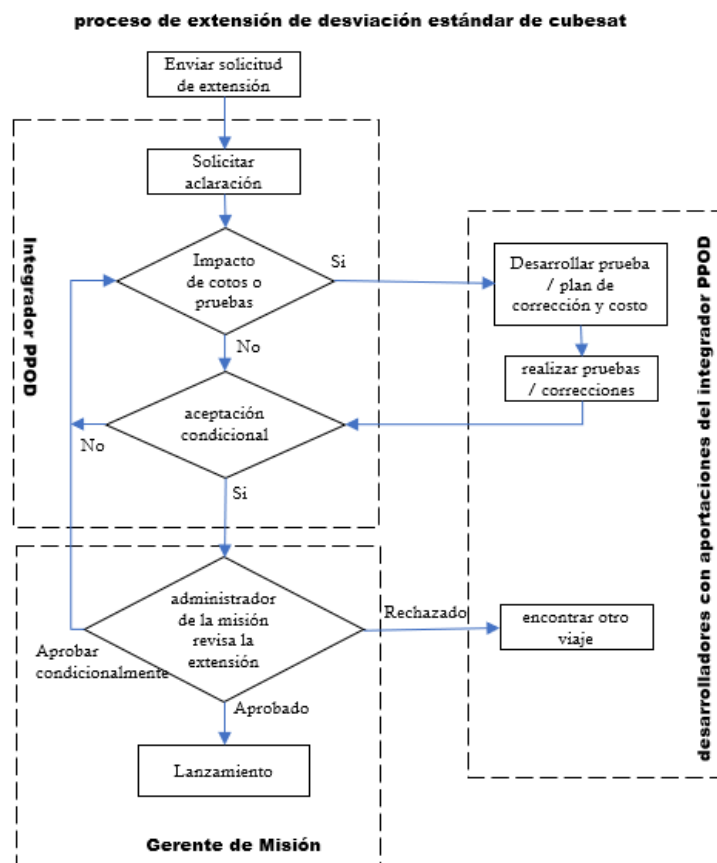 proceso de extensión de desviación estándar de cubesat
Enviar solicitud
de extensión
Solicitar
aclaración
Integrador PPOD
Impacto
de cotos o
pruebas
Si
No
Desarrollar prueba
/ plan de
corrección y costo
realizar pruebas
/ correcciones
aceptación
condicional
No
Si
desarrolladores con aportaciones del integrador PPOD
administrador
de la misión
revisa la
extensión
Rechazado
encontrar otro
viaje
Aprobar
condicionalmente
Aprobado
Lanzamiento
Gerente de Misión